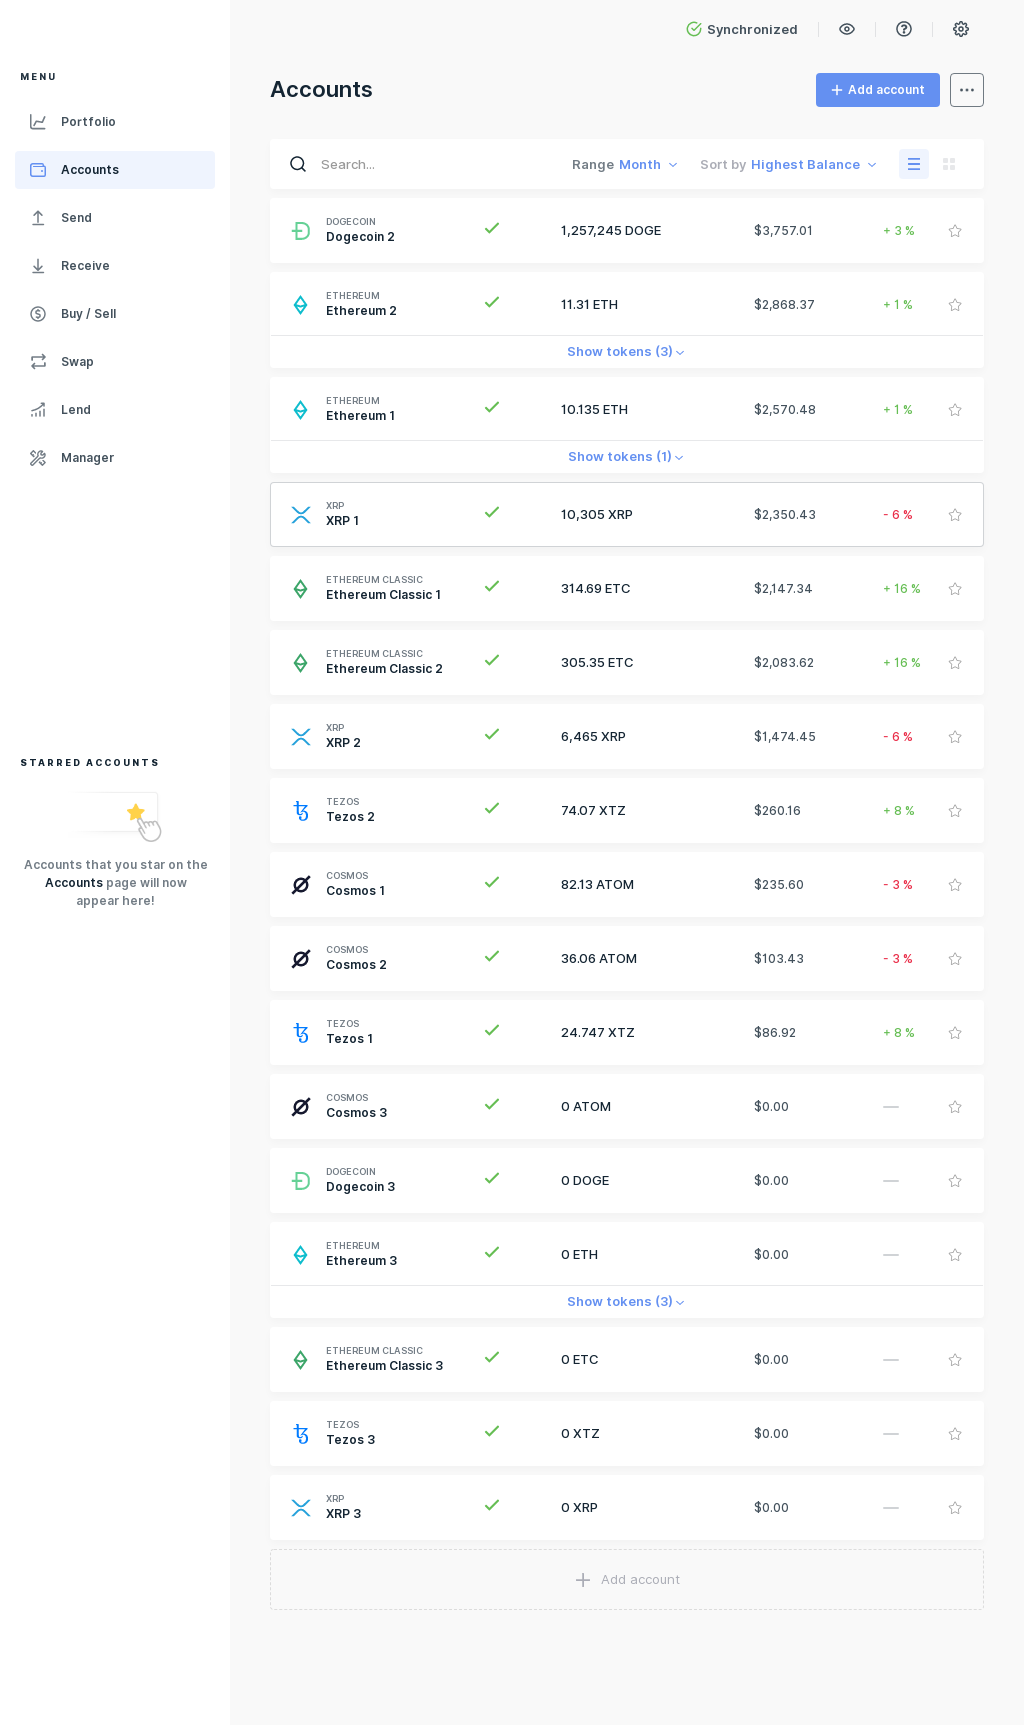 Synchronized
MENU
Portfolio
Accounts
Send
Receive
Buy / Sell
Swap
Lend
Manager
STARRED ACCOUNTS
Accounts that you star on the
Accounts page will now
appear here!
Accounts
Add account
Search...
Range Month
Sort by Highest Balance
DOGECOIN
Dogecoin 2
1,257,245 DOGE
$3,757.01
+ 3 %
ETHEREUM
Ethereum 2
11.31 ETH
$2,868.37
+ 1 %
Show tokens (3)
ETHEREUM
Ethereum 1
10.135 ETH
$2,570.48
+ 1 %
Show tokens (1)
XRP
XRP 1
10,305 XRP
$2,350.43
- 6 %
ETHEREUM CLASSIC
Ethereum Classic 1
314.69 ETC
$2,147.34
+ 16 %
ETHEREUM CLASSIC
Ethereum Classic 2
305.35 ETC
$2,083.62
+ 16 %
XRP
XRP 2
6,465 XRP
$1,474.45
- 6 %
TEZOS
Tezos 2
74.07 XTZ
$260.16
+ 8 %
COSMOS
Cosmos 1
82.13 ATOM
$235.60
- 3 %
COSMOS
Cosmos 2
36.06 ATOM
$103.43
- 3 %
TEZOS
Tezos 1
24.747 XTZ
$86.92
+ 8 %
COSMOS
Cosmos 3
0 ATOM
$0.00
—
DOGECOIN
Dogecoin 3
0 DOGE
$0.00
—
ETHEREUM
Ethereum 3
0 ETH
$0.00
—
Show tokens (3)
ETHEREUM CLASSIC
Ethereum Classic 3
0 ETC
$0.00
—
TEZOS
Tezos 3
0 XTZ
$0.00
—
XRP
XRP 3
0 XRP
$0.00
—
Add account